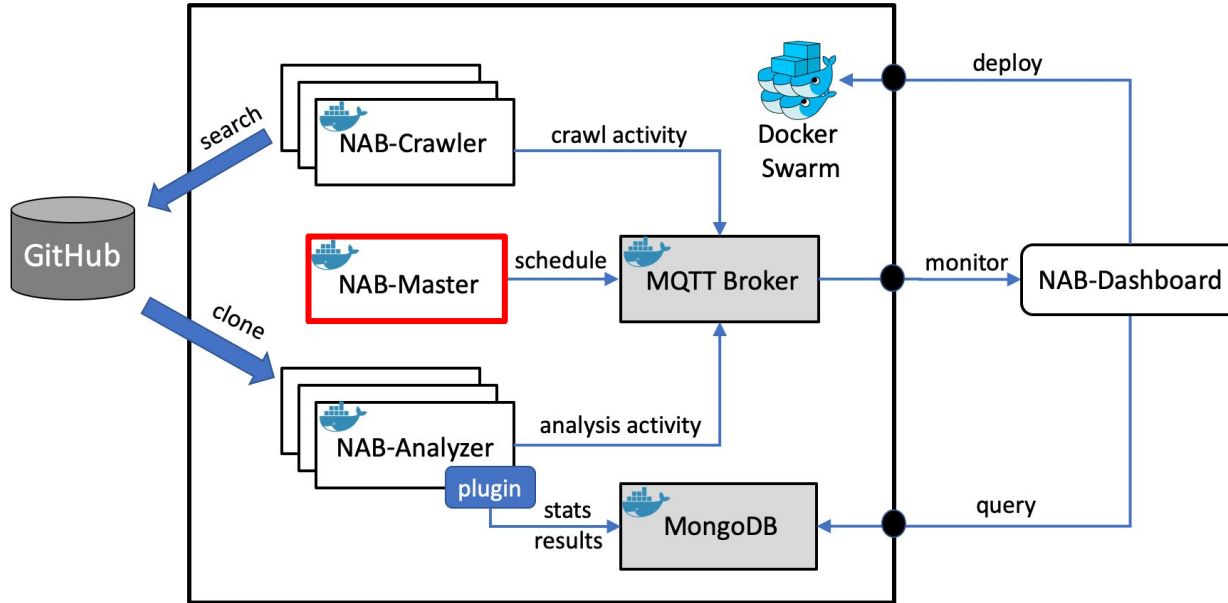 deploy
search
NAB-Crawler
crawl activity
Docker
Swarm
GitHub
NAB-Master
schedule
MQTT Broker
monitor
NAB-Dashboard
clone
NAB-Analyzer
analysis activity
plugin
stats
results
MongoDB
query